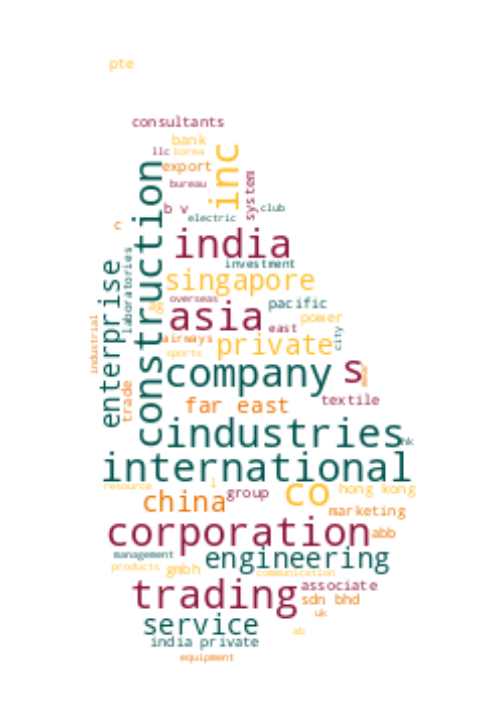 pte
consultants
bank
llc korea
inc
export
bureau
system
construction
b v
club
electric
c
india
laboratories
investment
enterprise
singapore
overseas
pacific
ag
asia
power
east
industrial
airways
private
city
sports
company
s
trade
far east
textile
industries
hk
international
resource
l
china
group
co
hong kong
marketing
corporation
abb
management
engineering
products
gmbh
communication
trading
associate
sdn bhd
uk
service
ab
india private
equipment